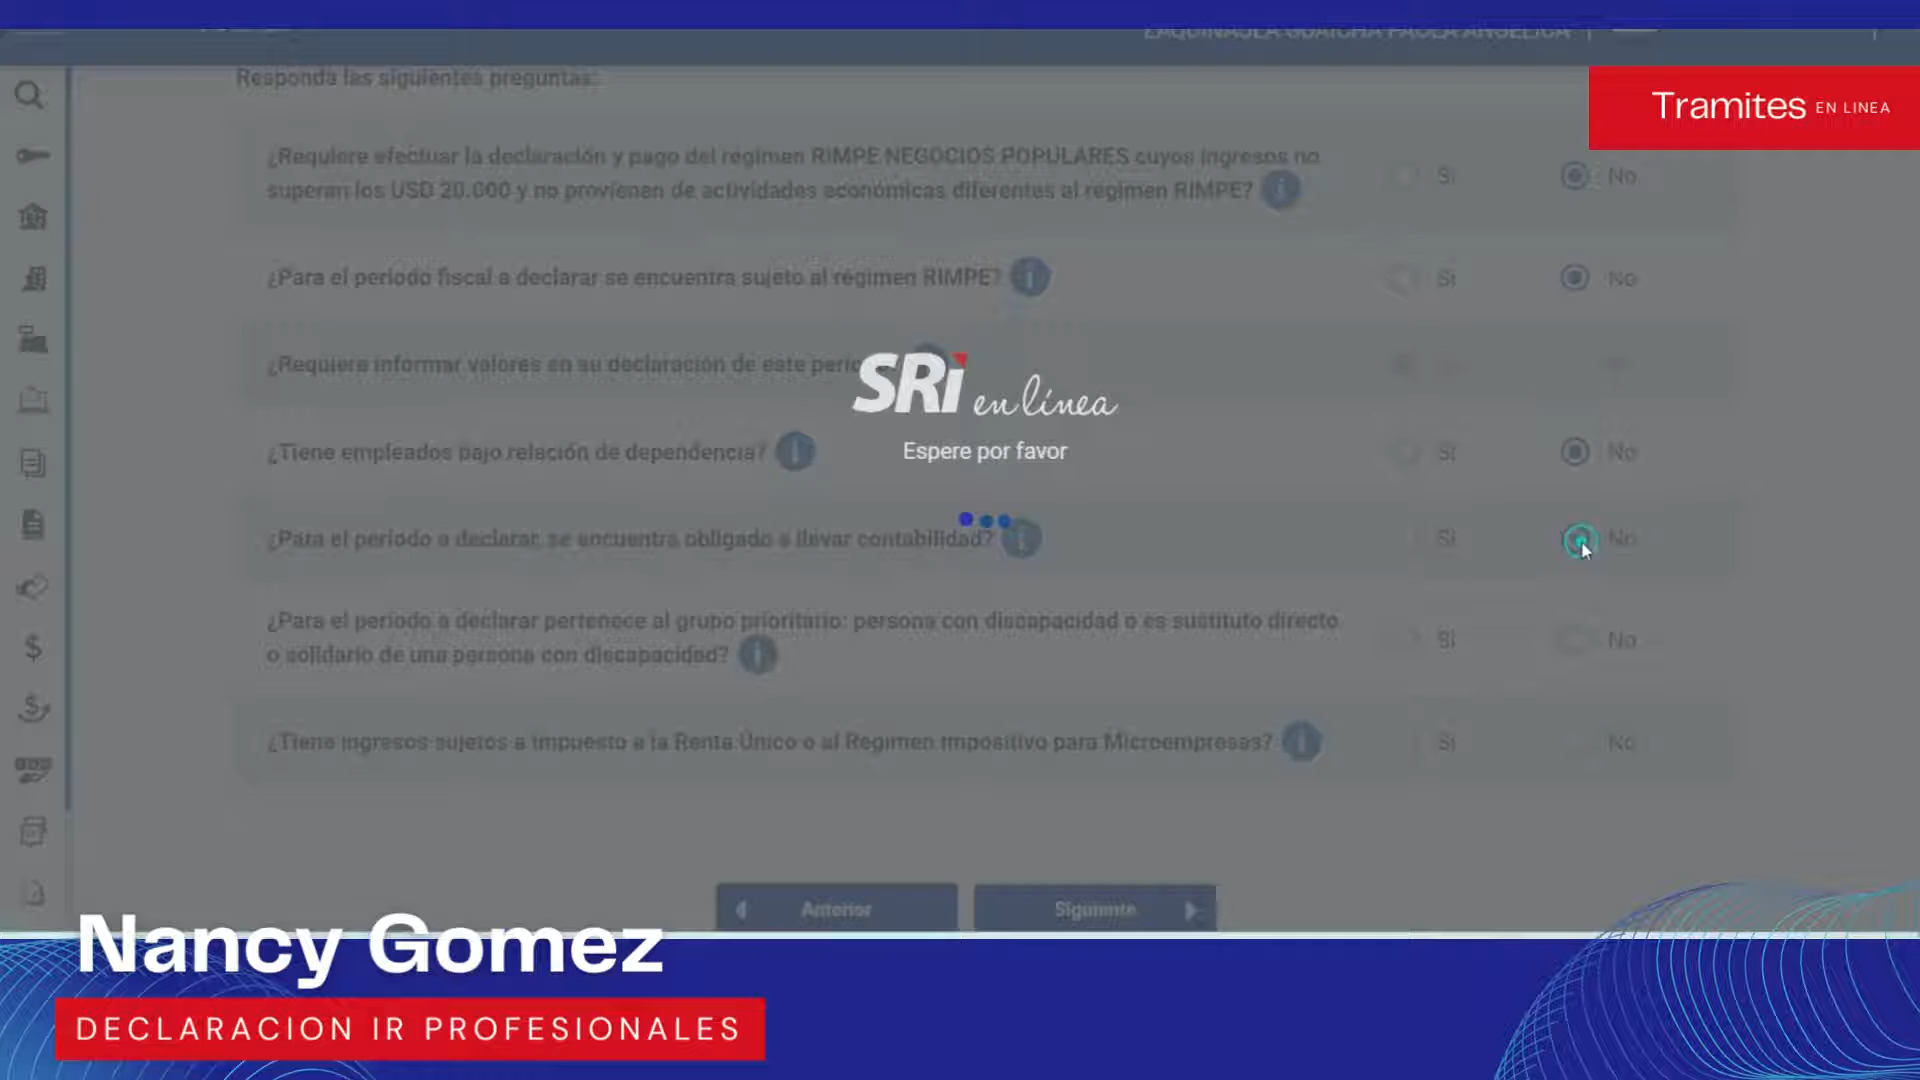 Tramites EN LINEA
Responda las siguientes preguntas:
¿Requiere efectuar la declaración y pago del régimen RIMPE NEGOCIOS POPULARES cuyos ingresos no
superan los USD 20.000 y no provienen de actividades económicas diferentes al régimen RIMPE?
Si No
¿Para el periodo fiscal a declarar se encuentra sujeto al régimen RIMPE?
Si No
¿Requiere informar valores en su declaración de este
SRi en línea
Espere por favor
¿Tiene empleados bajo relación de dependencia?
Si No
¿Para el periodo a declarar, se encuentra obligado a llevar contabilidad?
Si No
¿Para el periodo a declarar pertenece al grupo prioritario: persona con discapacidad o es sustituto directo
o solidario de una persona con discapacidad?
Si No
¿Tiene ingresos sujetos a Impuesto a la Renta Único o al Régimen Impositivo para Microempresas?
Si No
Anterior
Siguiente
Nancy Gomez
DECLARACION IR PROFESIONALES